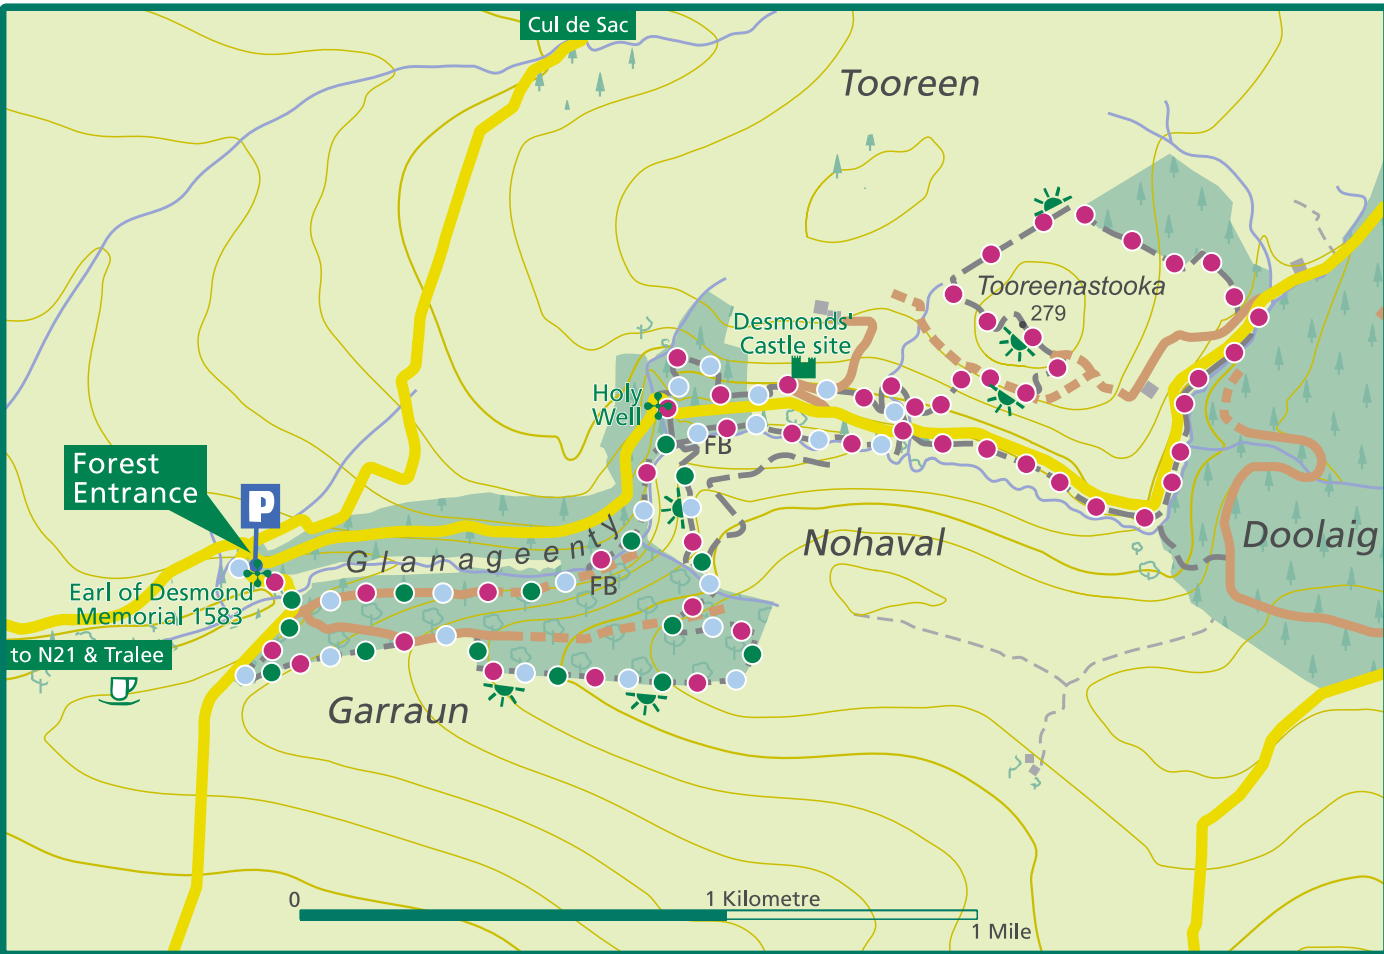 Cul de Sac
Tooreen
Tooreenastooka
279
Desmonds'
Castle site
Holy
Well
FB
Forest
Entrance
P
Glanageenty
Nohaval
Doolaig
FB
Earl of Desmond
Memorial 1583
to N21 & Tralee
Garraun
0
1 Kilometre
1 Mile